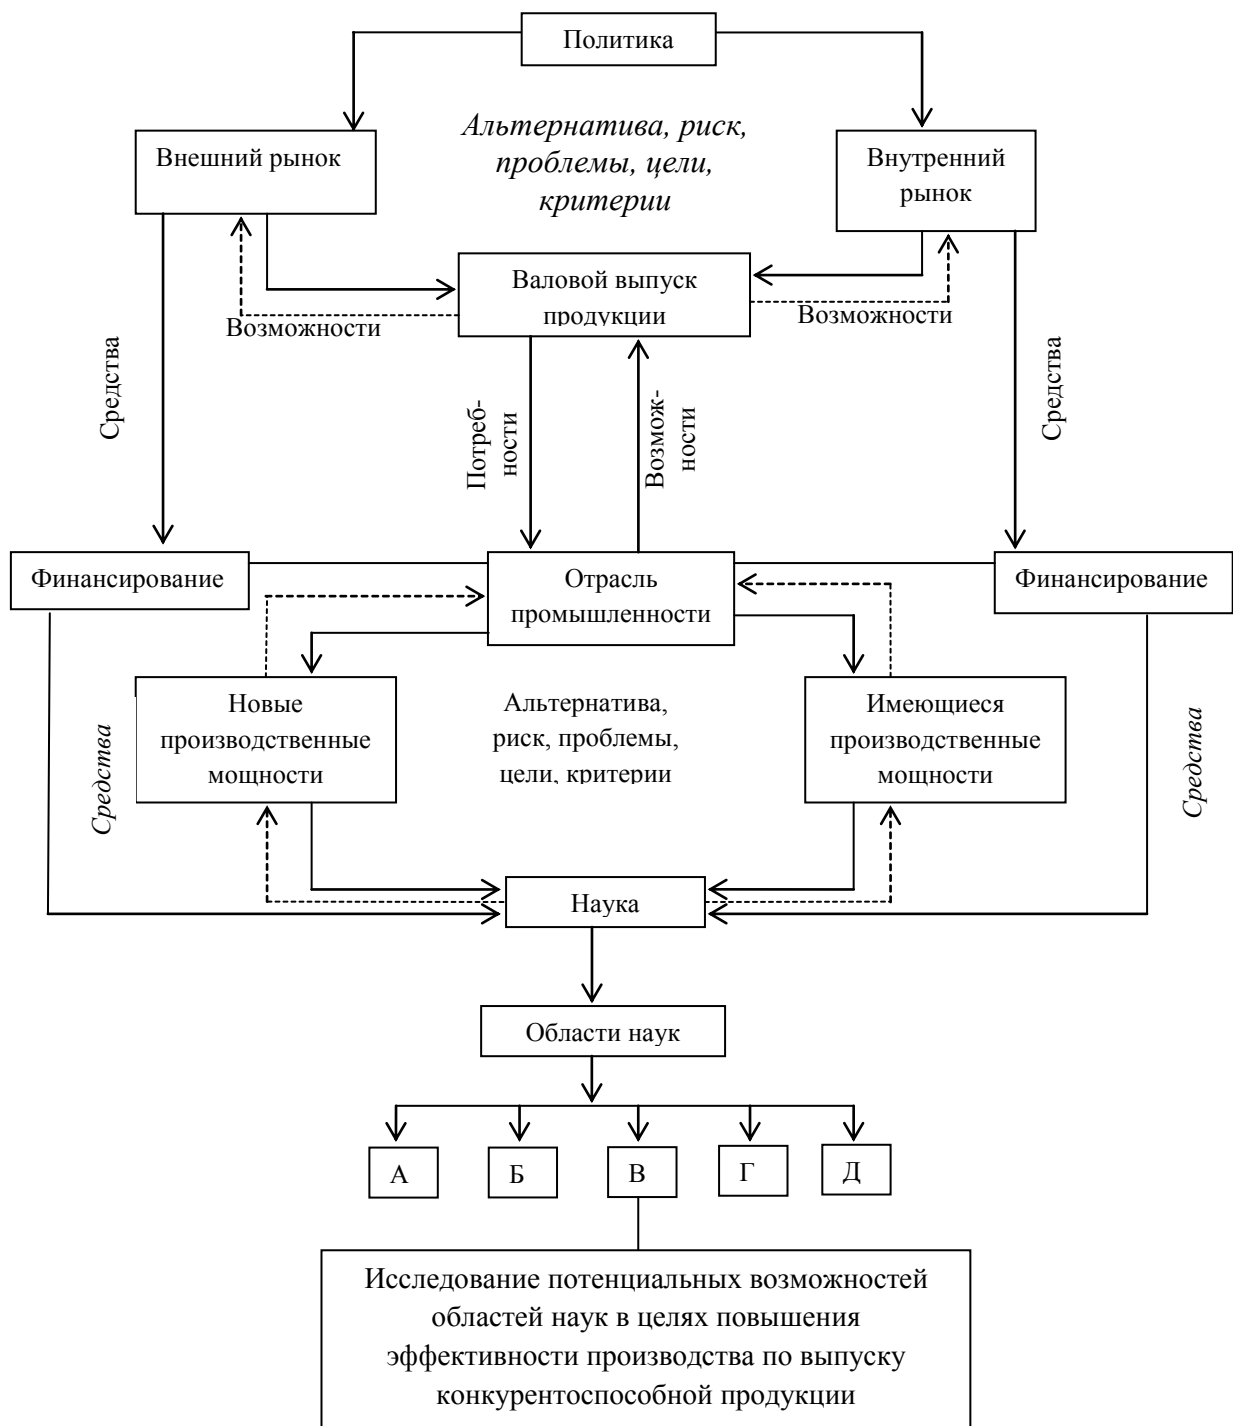 Политика
Альтернатива, риск,
проблемы, цели,
критерии
Внешний рынок
Внутренний
рынок
Валовой выпуск
продукции
Возможности
Возможности
Средства
Потреб-
ности
Возмож-
ности
Средства
Финансирование
Отрасль
промышленности
Финансирование
Новые
производственные
мощности
Альтернатива,
риск, проблемы,
цели, критерии
Имеющиеся
производственные
мощности
Средства
Средства
Наука
Области наук
А
Б
В
Г
Д
Исследование потенциальных возможностей
областей наук в целях повышения
эффективности производства по выпуску
конкурентоспособной продукции